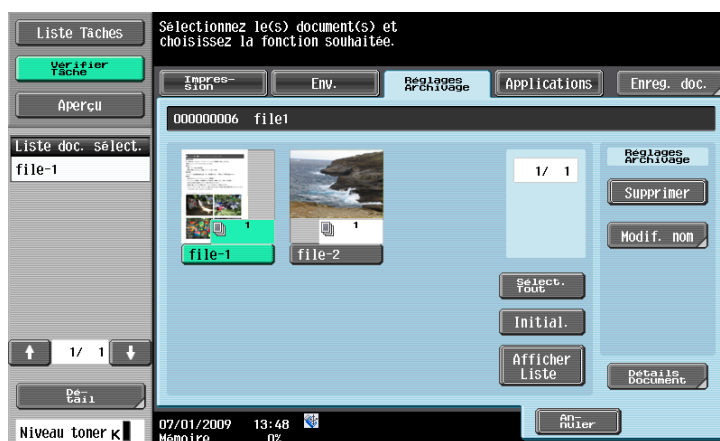 Liste Tâches
Vérifier
Tâche
Aperçu
Liste doc. sélect.
file-1
1/ 1
Dé-
tail
Niveau toner K
Sélectionnez le(s) document(s) et
choisissez la fonction souhaitée.
Impres-
sion
Env.
Réglages
Archivage
Applications
Enreg. doc.
000000006 file1
1
file-1
1
file-2
1/ 1
Sélect.
Tout
Initial.
Afficher
Liste
Réglages
Archivage
Supprimer
Modif. nom
Détails
Document
An-
nuler
07/01/2009 13:48
Mémoire 0%